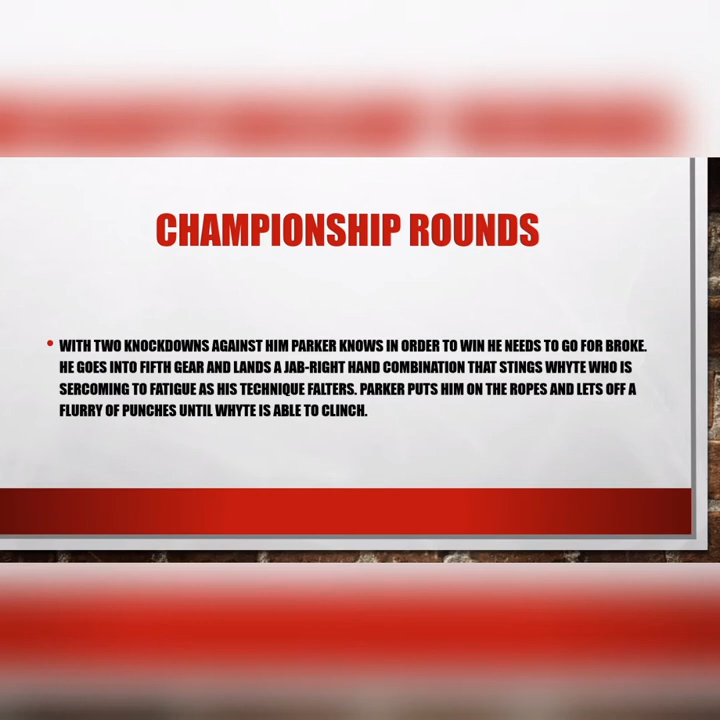 CHAMPIONSHIP ROUNDS
• WITH TWO KNOCKDOWNS AGAINST HIM PARKER KNOWS IN ORDER TO WIN HE NEEDS TO GO FOR BROKE.
HE GOES INTO FIFTH GEAR AND LANDS A JAB-RIGHT HAND COMBINATION THAT STINGS WHYTE WHO IS
SERCOMING TO FATIGUE AS HIS TECHNIQUE FALTERS. PARKER PUTS HIM ON THE ROPES AND LETS OFF A
FLURRY OF PUNCHES UNTIL WHYTE IS ABLE TO CLINCH.